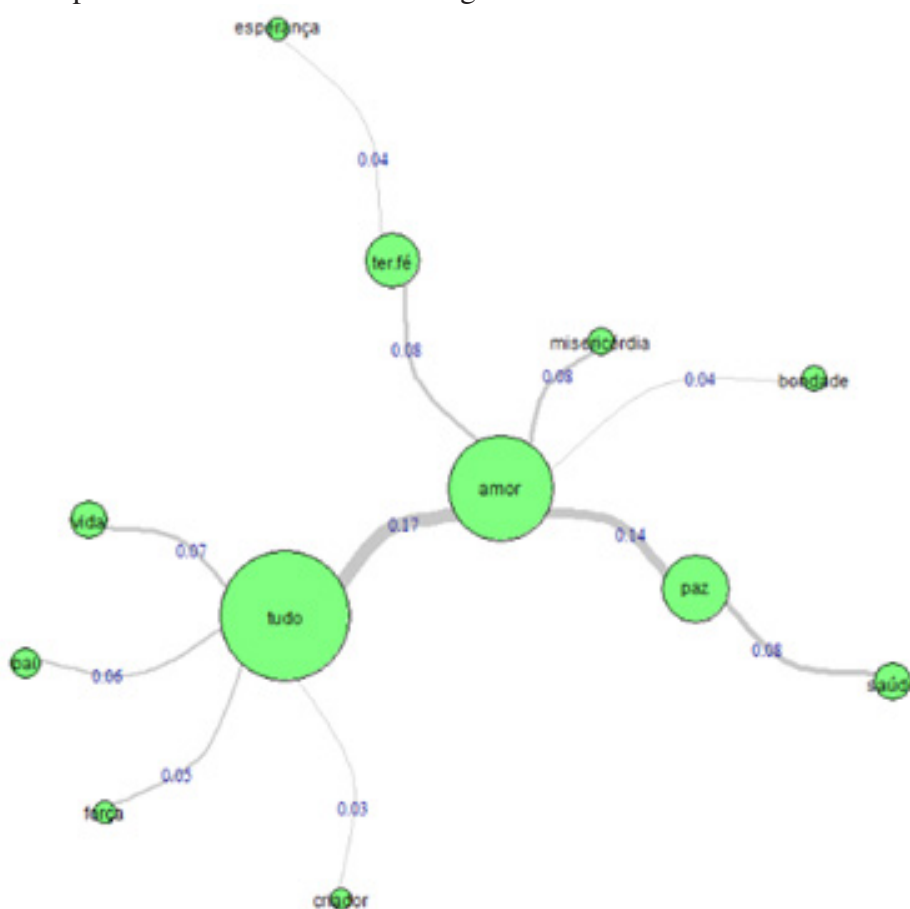 esperança
0.04
ter.fé
0.08
misericórdia
0.08
bondade
0.04
amor
vida
0.17
0.14
0.07
paz
tudo
pai
0.06
0.08
saúd
0.05
força
0.03
criador